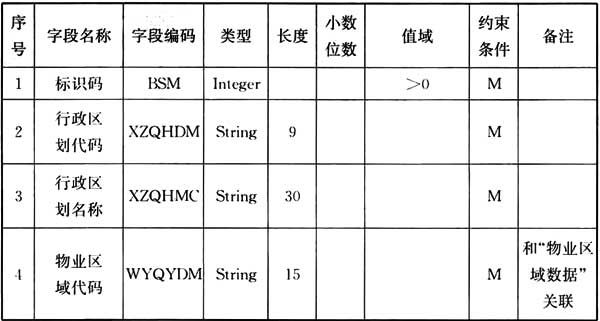 序号 字段名称 字段编码 类型 长度 小数位数 值域 约束条件 备注
1 标识码 BSM Integer >0 M
2 行政区划代码 XZQHDM String 9 M
3 行政区划名称 XZQHMC String 30 M
4 物业区域代码 WYQYDM String 15 M 和“物业区域数据”关联